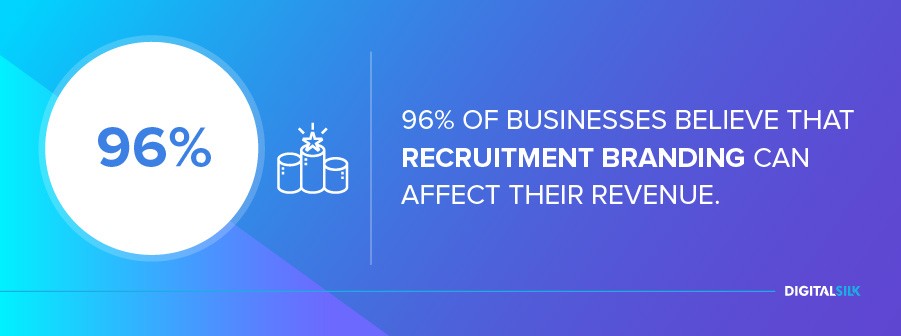 96%
96% OF BUSINESSES BELIEVE THAT
RECRUITMENT BRANDING CAN
AFFECT THEIR REVENUE.
DIGITALSILK